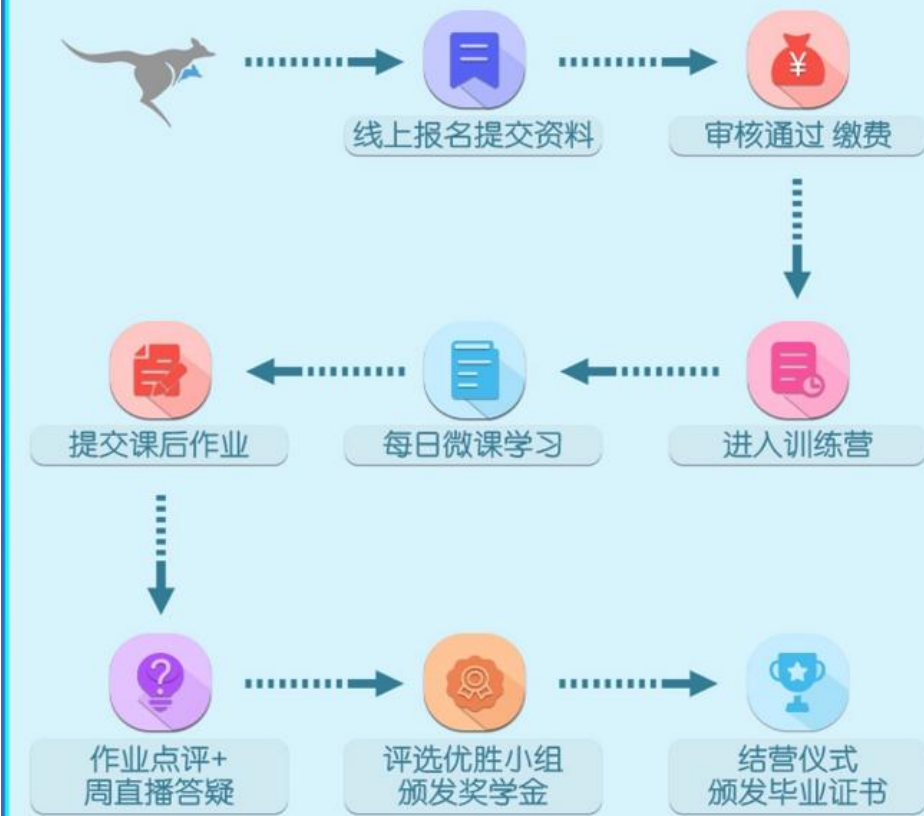 线上报名提交资料
¥
审核通过 缴费
进入训练营
每日微课学习
提交课后作业
?
作业点评+
周直播答疑
评选优胜小组
颁发奖学金
结营仪式
颁发毕业证书